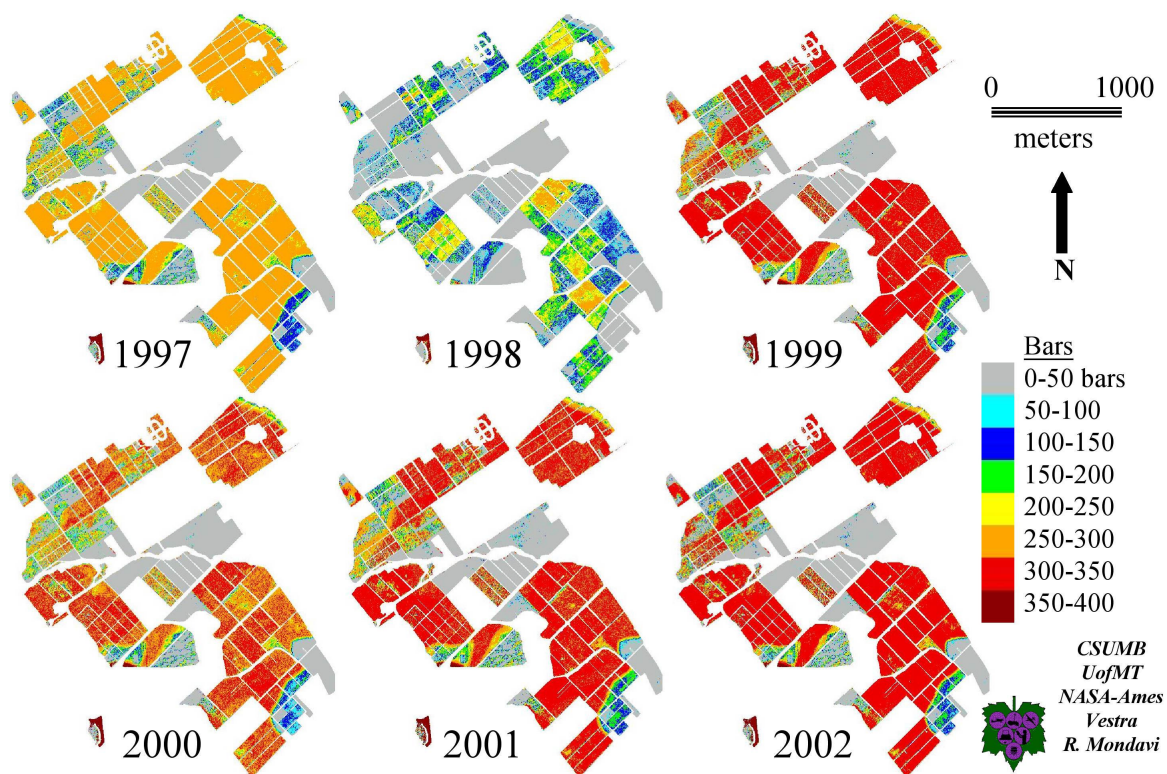 1997
1998
1999
0
1000
meters
N
Bars
0-50 bars
50-100
100-150
150-200
200-250
250-300
300-350
350-400
2000
2001
2002
CSUMB
UofMT
NASA-Ames
Vestra
R. Mondavi